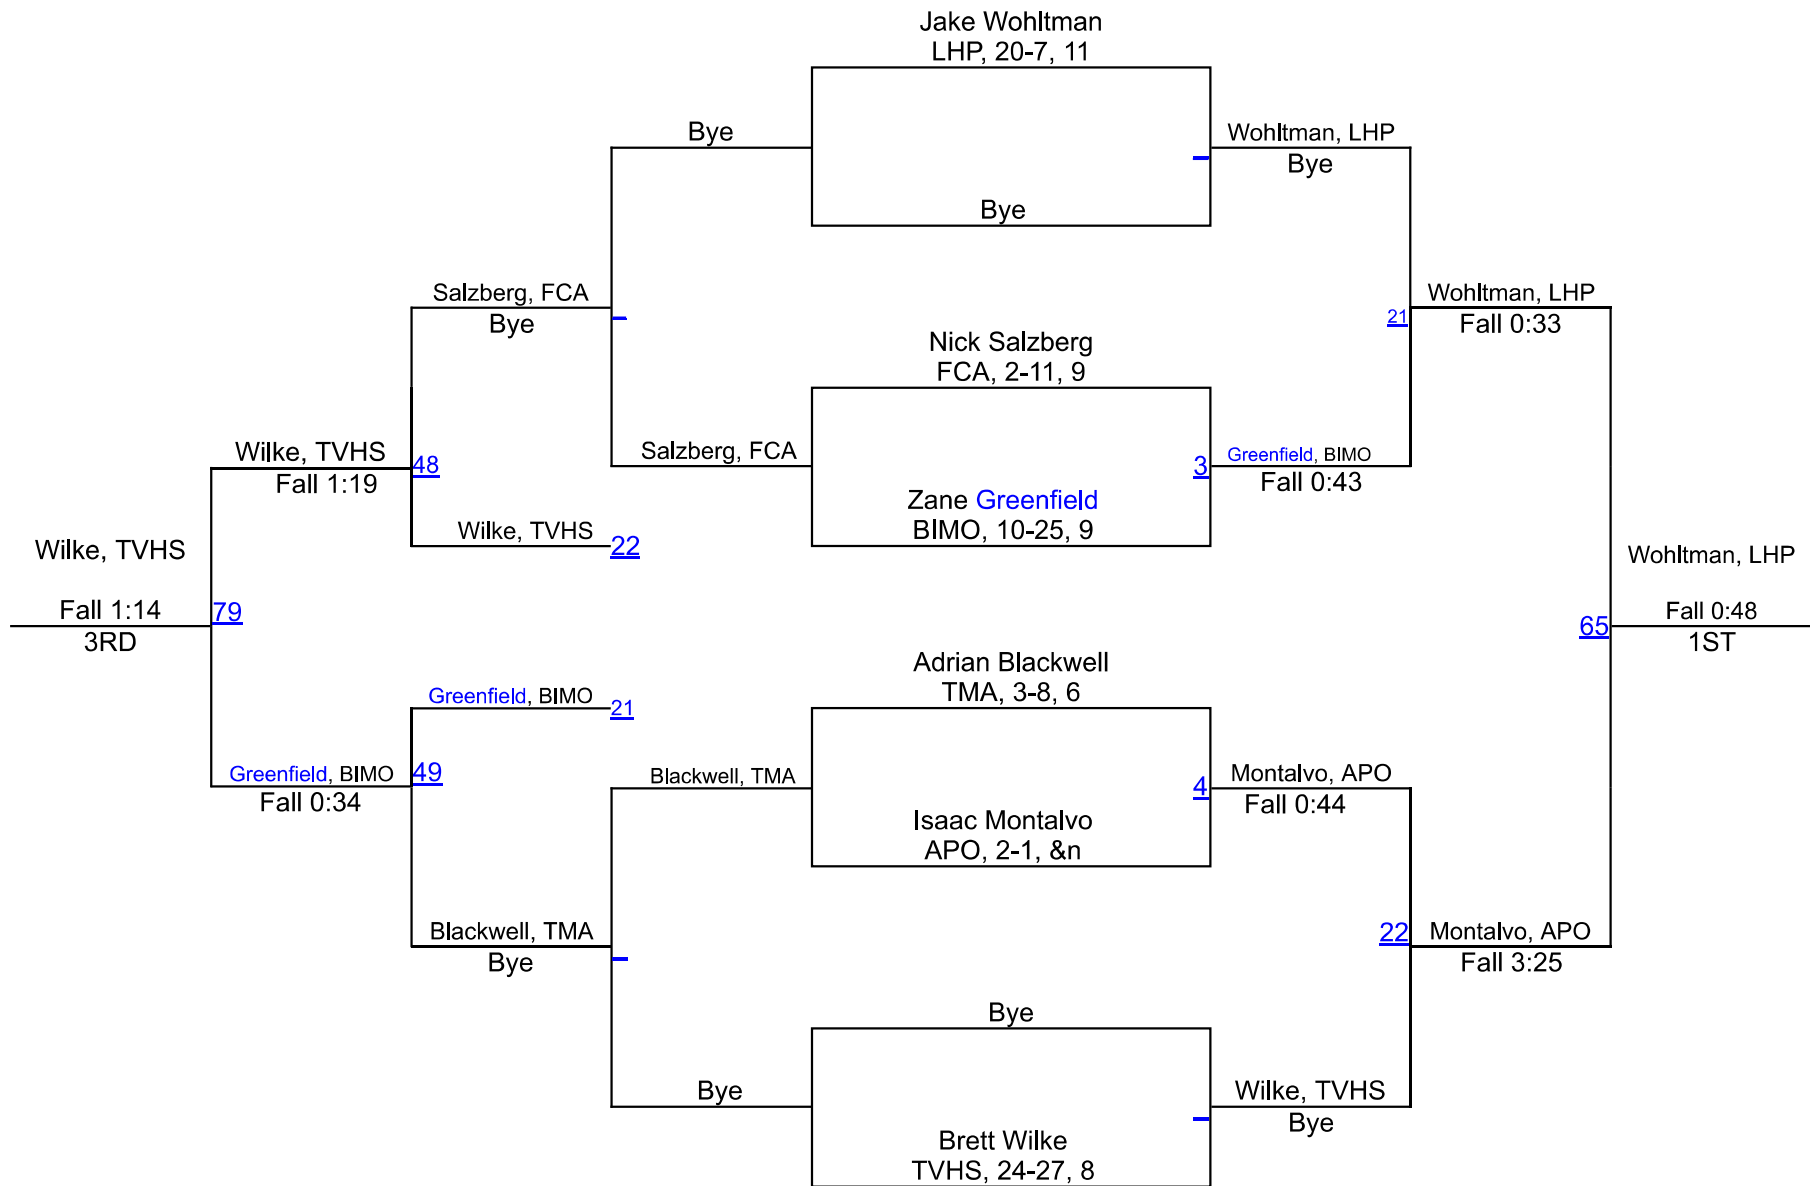 Jake Wohltman
LHP, 20-7, 11
Bye
Wohltman, LHP
Bye
Bye
Salzberg, FCA
Bye
Wohltman, LHP
21
Fall 0:33
Nick Salzberg
FCA, 2-11, 9
Wilke, TVHS
48
Fall 1:19
Salzberg, FCA
3
Greenfield, BIMO
Fall 0:43
Zane Greenfield
BIMO, 10-25, 9
Wilke, TVHS
22
Wilke, TVHS
Fall 1:14
3RD
79
Wohltman, LHP
65
Fall 0:48
1ST
Adrian Blackwell
TMA, 3-8, 6
Greenfield, BIMO
21
Greenfield, BIMO
49
Fall 0:34
Blackwell, TMA
4
Montalvo, APO
Fall 0:44
Isaac Montalvo
APO, 2-1, &n
Blackwell, TMA
Bye
22
Montalvo, APO
Fall 3:25
Bye
Bye
Wilke, TVHS
Bye
Brett Wilke
TVHS, 24-27, 8